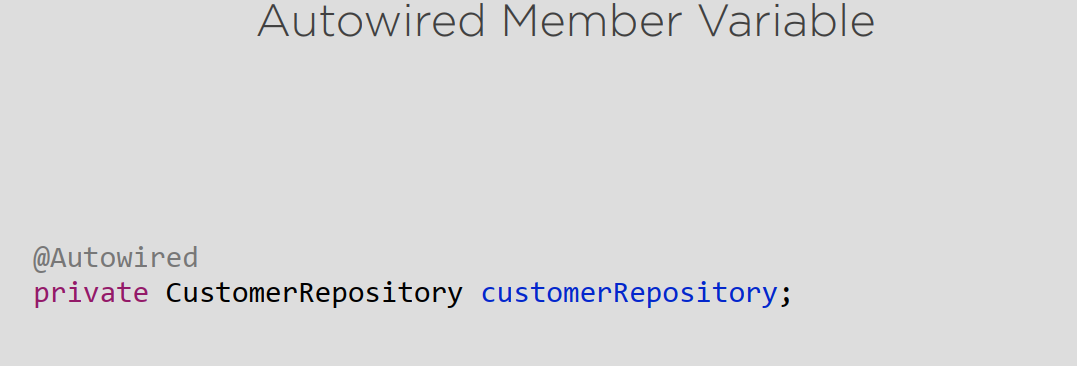 Autowired Member Variable
@Autowired
private CustomerRepository customerRepository;